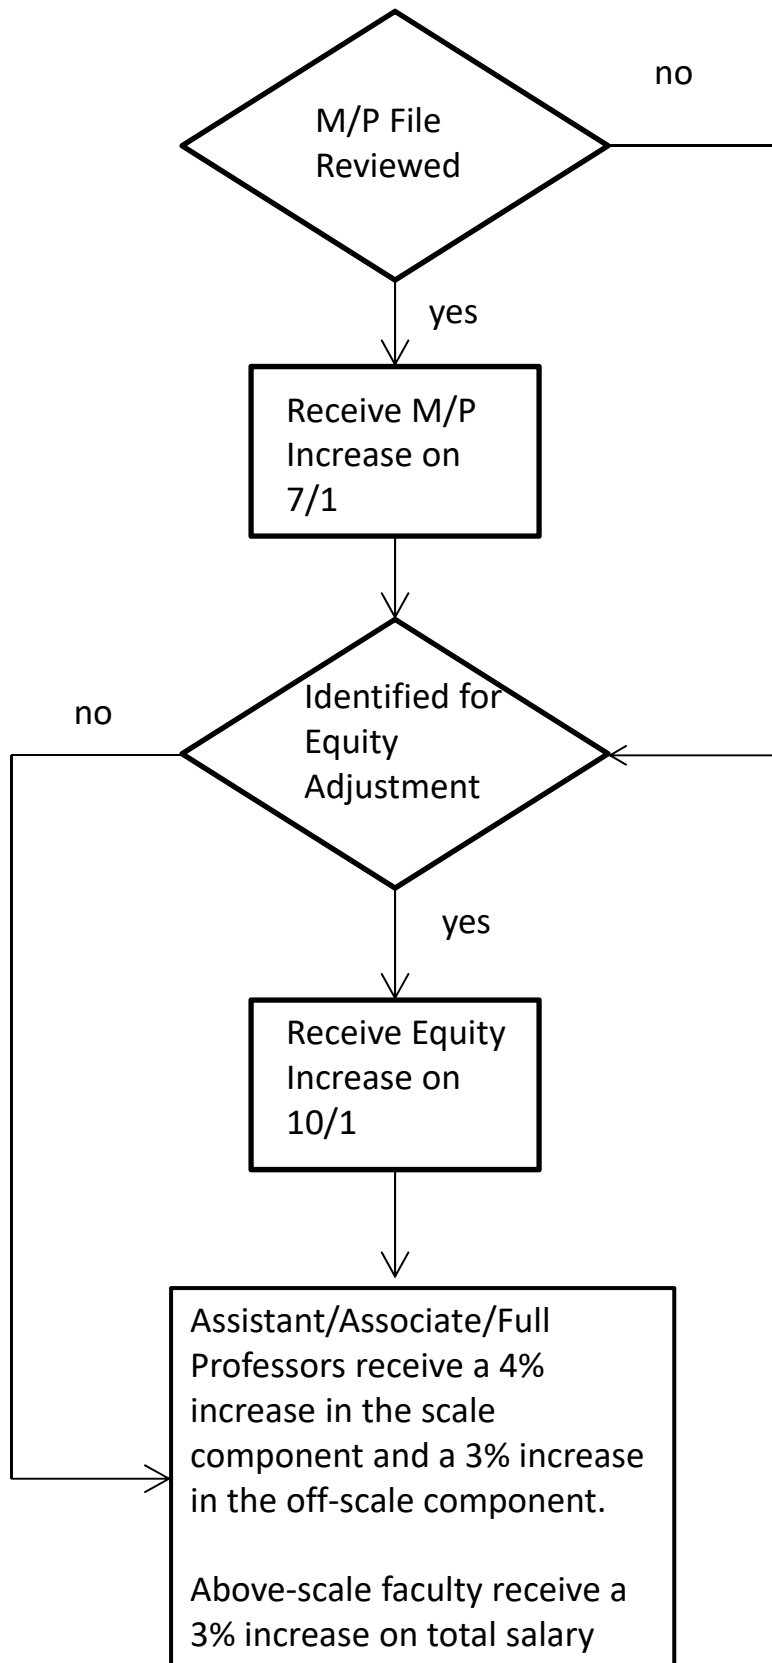 no
M/P File
Reviewed
yes
Receive M/P
Increase on
7/1
Identified for
no
Equity
Adjustment
yes
Receive Equity
Increase on
10/1
Assistant/Associate/Full
Professors receive a 4%
increase in the scale
component and a 3% increase
in the off-scale component.
Above-scale faculty receive a
3% increase on total salary